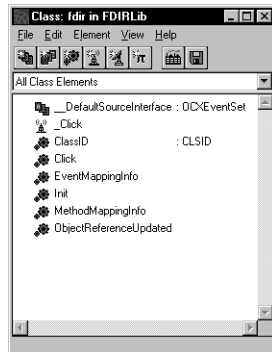 Class: fdir in FDIRLib
File Edit Element View Help
All Class Elements
__DefaultSourceInterface : OCXEventSet
_Click
ClassID : CLSID
Click
EventMappingInfo
Init
MethodMappingInfo
ObjectReferenceUpdated